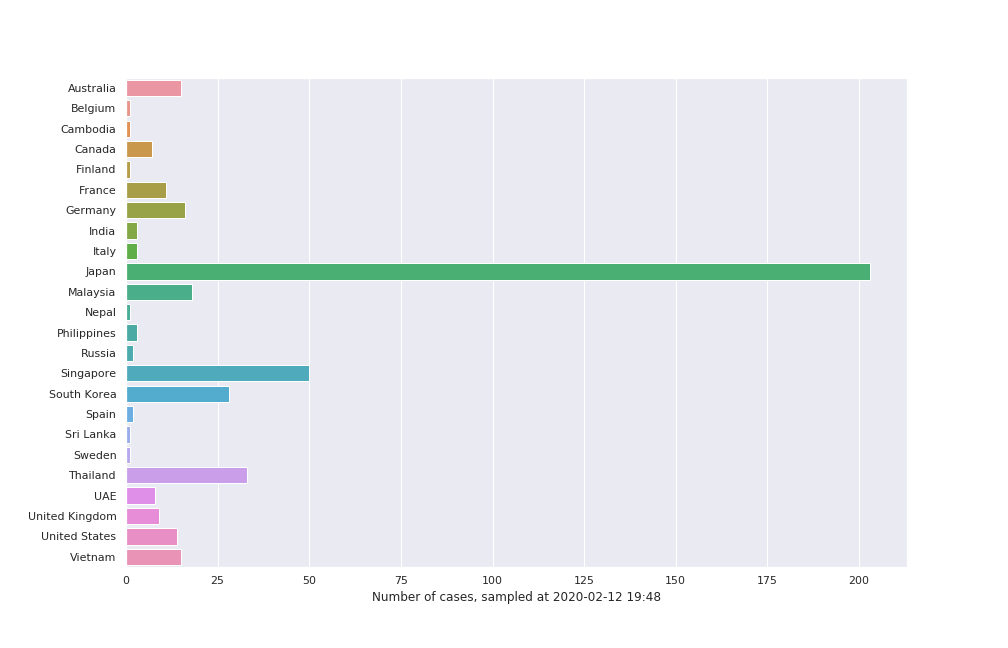 Australia
Belgium
Cambodia
Canada
Finland
France
Germany
India
Italy
Japan
Malaysia
Nepal
Philippines
Russia
Singapore
South Korea
Spain
Sri Lanka
Sweden
Thailand
UAE
United Kingdom
United States
Vietnam
0 25 50 75 100 125 150 175 200
Number of cases, sampled at 2020-02-12 19:48